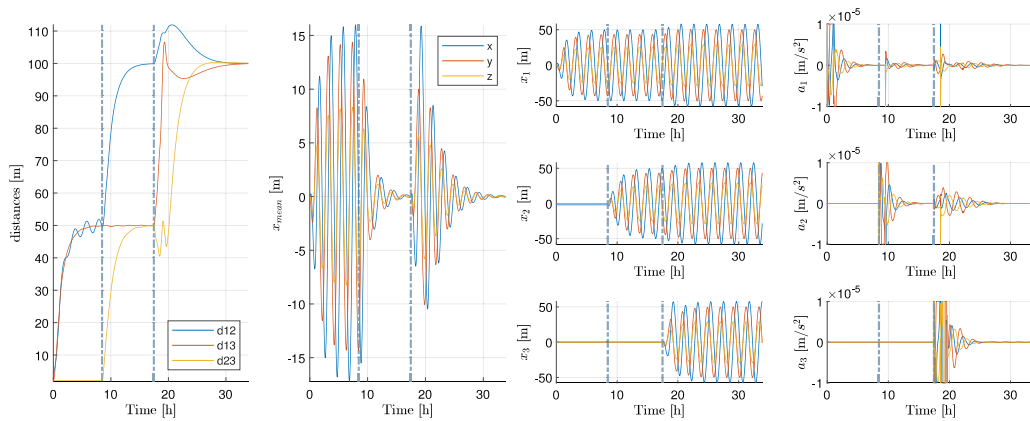 distances [m]
110
100
90
80
70
60
50
40
30
20
10
0 10 20 30
Time [h]
d12
d13
d23
x_mean [m]
15
10
5
0
-5
-10
-15
0 10 20 30
Time [h]
x
y
z
x_1 [m]
50
0
-50
0 10 20 30
Time [h]
x_2 [m]
50
0
-50
0 10 20 30
Time [h]
x_3 [m]
50
0
-50
0 10 20 30
Time [h]
×10^-5
a_1 [m/s^2]
1
0
-1
0 10 20 30
Time [h]
×10^-5
a_2 [m/s^2]
1
0
-1
0 10 20 30
Time [h]
×10^-5
a_3 [m/s^2]
1
0
-1
0 10 20 30
Time [h]